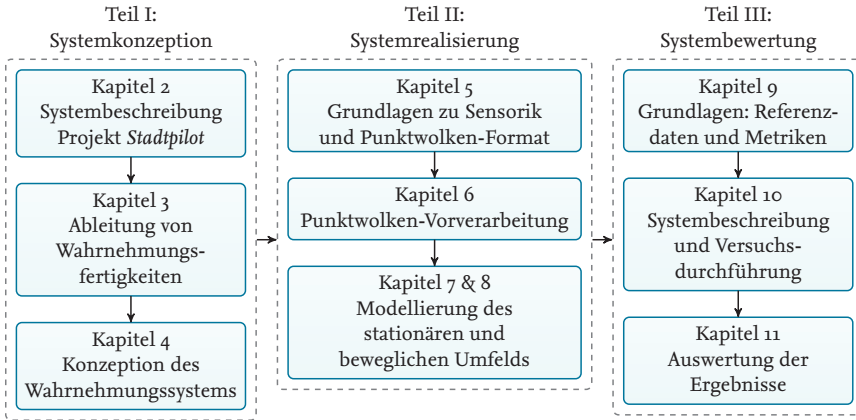 Teil I:
Systemkonzeption
Kapitel 2
Systembeschreibung
Projekt Stadtpilot
Kapitel 3
Ableitung von
Wahrnehmungs-
fertigkeiten
Kapitel 4
Konzeption des
Wahrnehmungssystems
Teil II:
Systemrealisierung
Kapitel 5
Grundlagen zu Sensorik
und Punktwolken-Format
Kapitel 6
Punktwolken-Vorverarbeitung
Kapitel 7 & 8
Modellierung des
stationären und
beweglichen Umfelds
Teil III:
Systembewertung
Kapitel 9
Grundlagen: Referenz-
daten und Metriken
Kapitel 10
Systembeschreibung
und Versuchs-
durchführung
Kapitel 11
Auswertung der
Ergebnisse